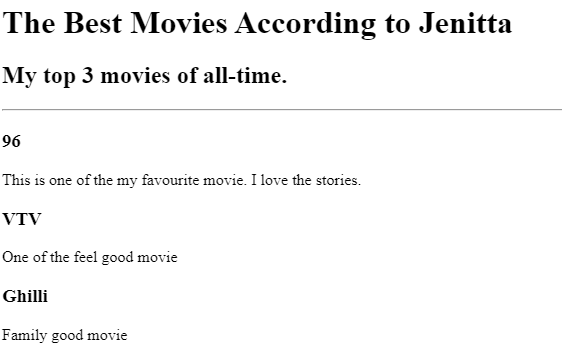 The Best Movies According to Jenitta
My top 3 movies of all-time.
96
This is one of the my favourite movie. I love the stories.
VTV
One of the feel good movie
Ghilli
Family good movie